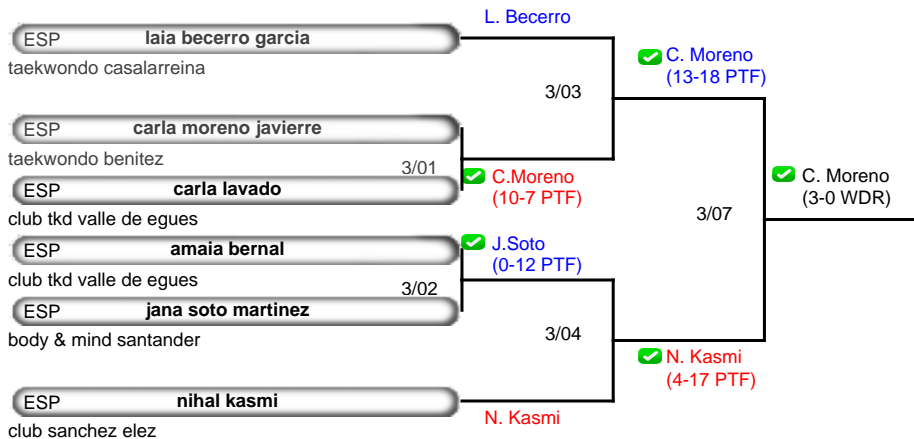 L. Becerro
ESP laia becerro garcia
taekwondo casalarreina
C. Moreno
(13-18 PTF)
3/03
ESP carla moreno javierre
taekwondo benitez
3/01
C.Moreno
(10-7 PTF)
C. Moreno
(3-0 WDR)
ESP carla lavado
club tkd valle de egues
3/07
ESP amaia bernal
J.Soto
(0-12 PTF)
club tkd valle de egues
3/02
ESP jana soto martinez
body & mind santander
3/04
N. Kasmi
(4-17 PTF)
ESP nihal kasmi
N. Kasmi
club sanchez elez